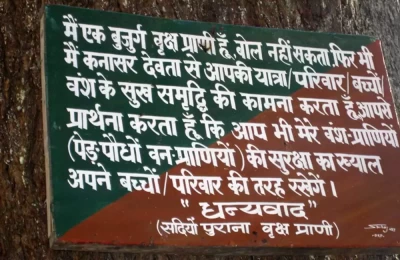 मैं एक बुजुर्ग वृक्ष प्राणी हूँ, बोल नहीं सकता, फिर भी
मैं कनासर देवता से आपकी यात्रा/परिवार/बच्चों/
वंश के सुख समृद्धि की कामना करता हूँ, आपसे
प्रार्थना करता हूँ, कि आप भी मेरे वंश-प्राणियों
(पेड़ पौधों वन-प्राणियों) की सुरक्षा का ख्याल
अपने बच्चों/परिवार की तरह रखेगें।
"धन्यवाद"
(सदियों पुराना वृक्ष प्राणी)